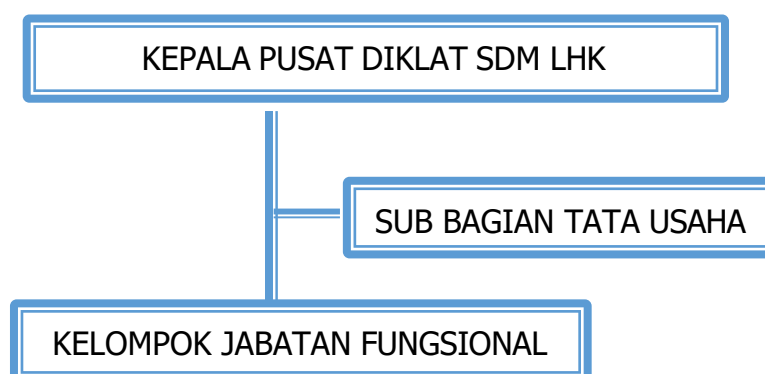 KEPALA PUSAT DIKLAT SDM LHK
SUB BAGIAN TATA USAHA
KELOMPOK JABATAN FUNGSIONAL